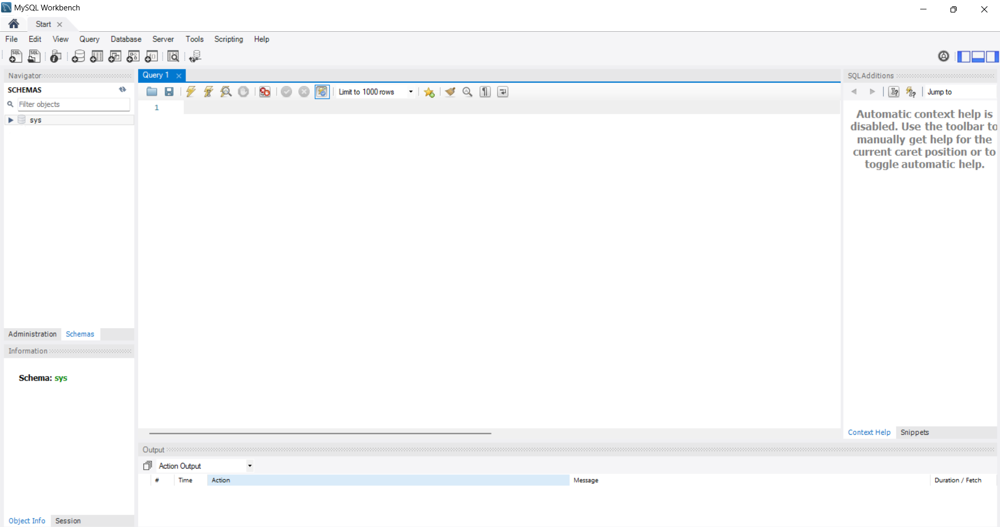 MySQL Workbench
Start
File Edit View Query Database Server Tools Scripting Help
SQL SQL
Navigator
SCHEMAS
Filter objects
sys
Administration Schemas
Information
Schema: sys
Object Info Session
Query 1
Limit to 1000 rows
1
Output
Action Output
# Time Action Message Duration / Fetch
SQLAdditions
Jump to
Automatic context help is
disabled. Use the toolbar to
manually get help for the
current caret position or to
toggle automatic help.
Context Help Snippets